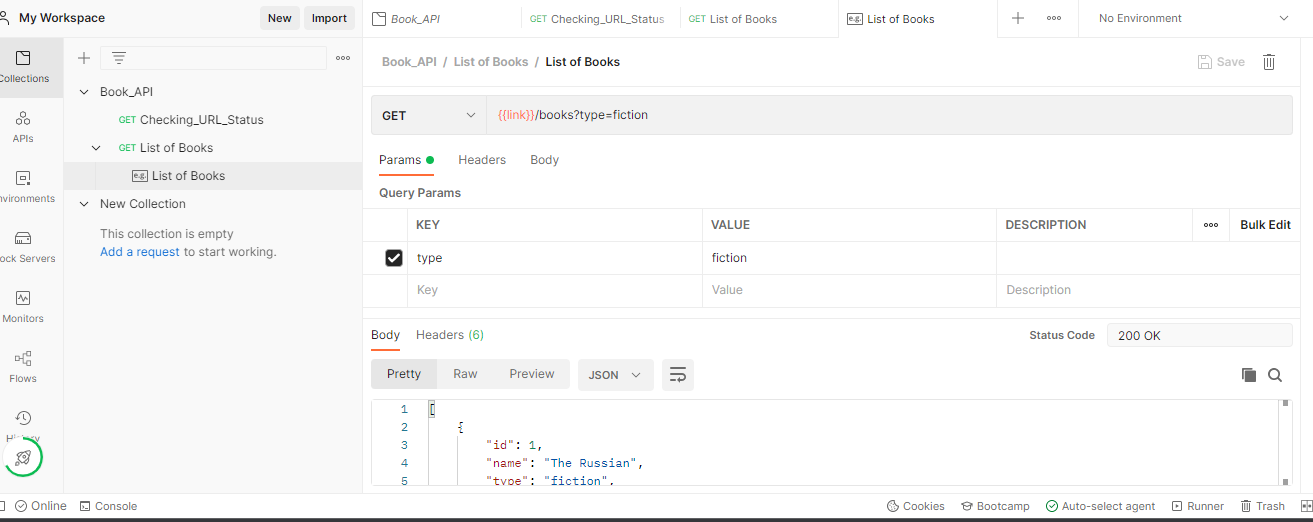 My Workspace
New
Import
Book_API
GET Checking_URL_Status
GET List of Books
e.g. List of Books
No Environment
Collections
APIs
Environments
Mock Servers
Monitors
Flows
History
Book_API
GET Checking_URL_Status
GET List of Books
e.g. List of Books
New Collection
This collection is empty
Add a request to start working.
Book_API / List of Books / List of Books
Save
GET
{{link}}/books?type=fiction
Params
Headers
Body
Query Params
KEY
VALUE
DESCRIPTION
Bulk Edit
type
fiction
Key
Value
Description
Body
Headers (6)
Status Code
200 OK
Pretty
Raw
Preview
JSON
1 [
2 {
3 "id": 1,
4 "name": "The Russian",
5 "type": "fiction",
Online
Console
Cookies
Bootcamp
Auto-select agent
Runner
Trash